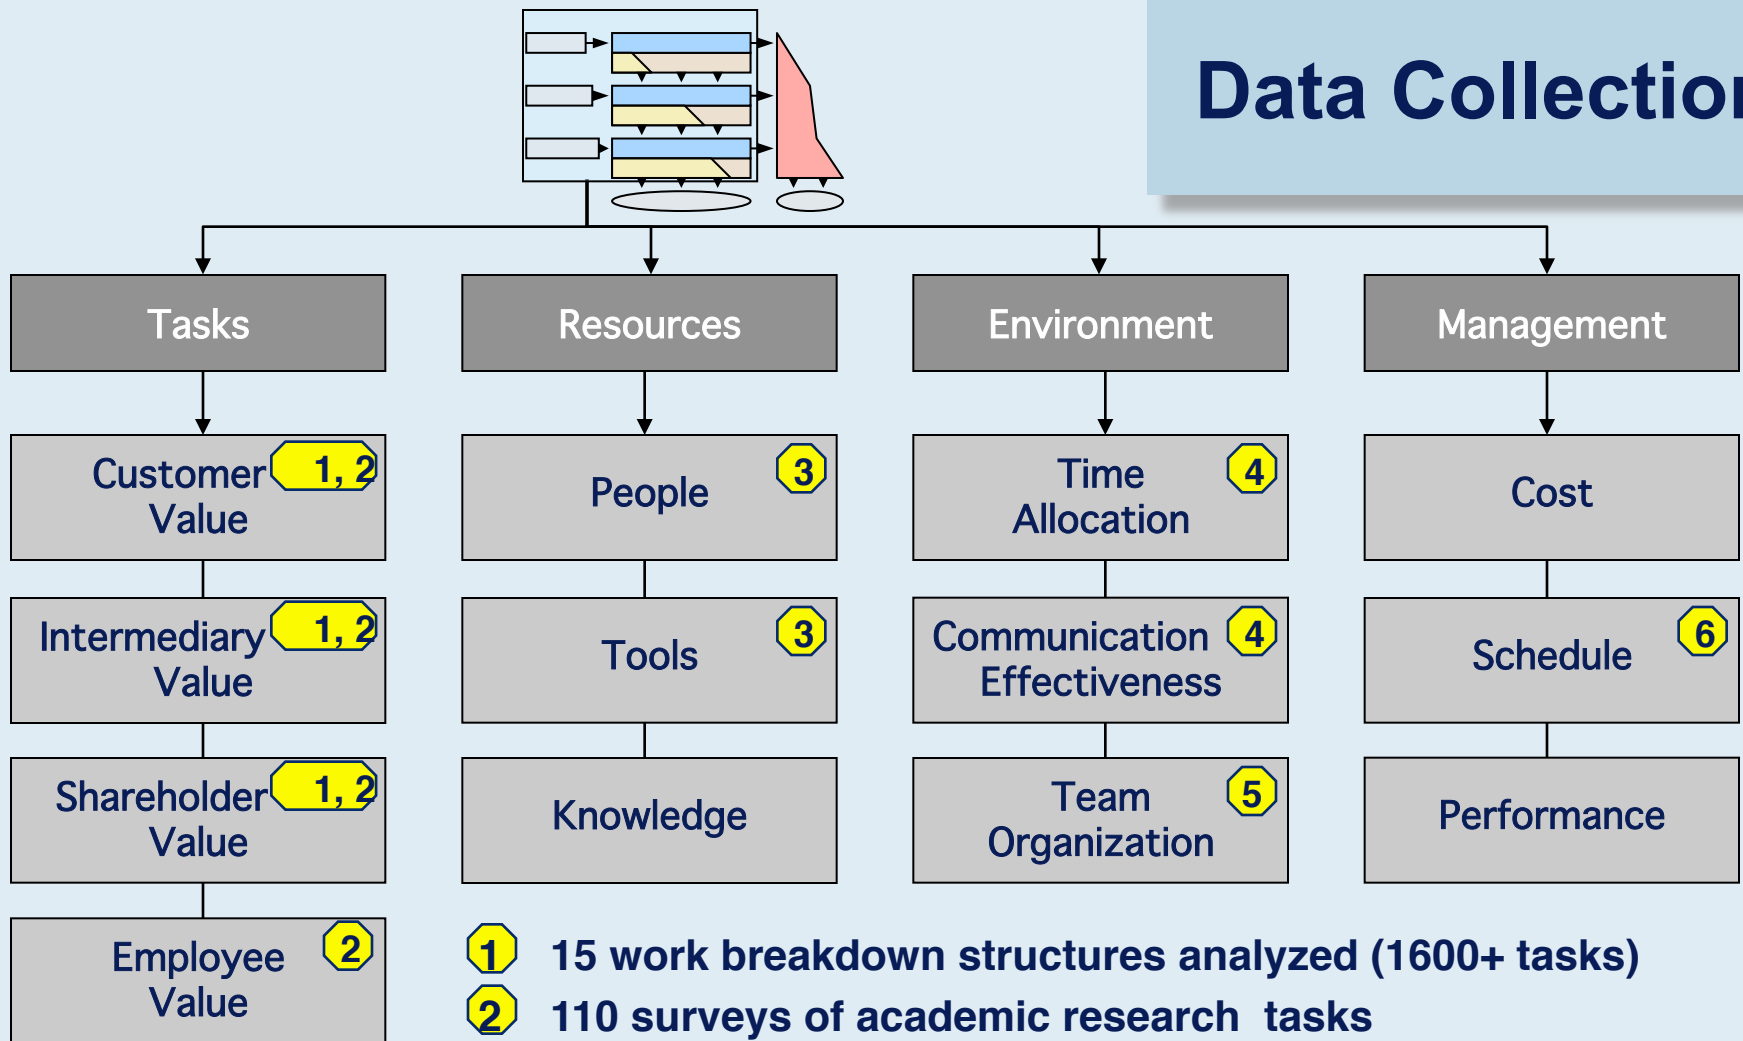 Data Collection
Tasks
Resources
Environment
Management
Customer 1, 2
Value
People 3
Time 4
Allocation
Cost
Intermediary 1, 2
Value
Tools 3
Communication 4
Effectiveness
Schedule 6
Shareholder 1, 2
Value
Knowledge
Team 5
Organization
Performance
Employee 2
Value
1 15 work breakdown structures analyzed (1600+ tasks)
2 110 surveys of academic research tasks